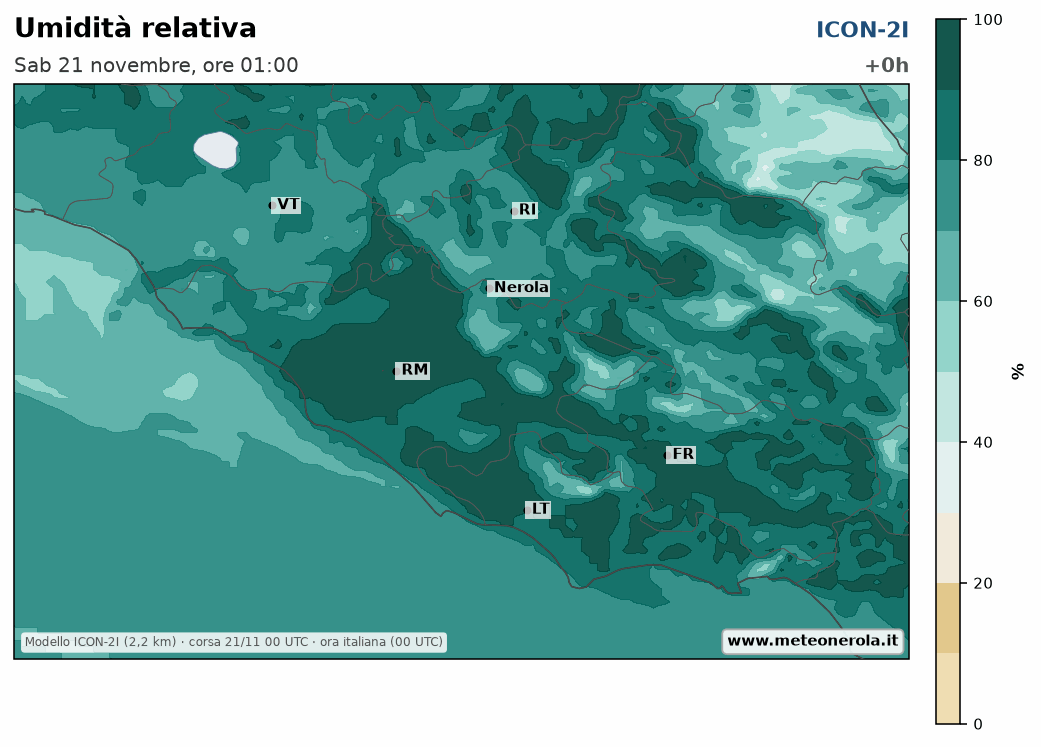 Umidità relativa
ICON-2I
Sab 21 novembre, ore 01:00
+0h
100
80
60
40
20
0
%
VT
RI
Nerola
RM
FR
LT
Modello ICON-2I (2,2 km) · corsa 21/11 00 UTC · ora italiana (00 UTC)
www.meteonerola.it